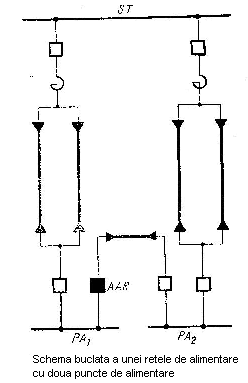 ST
AAR
PA1
PA2
Schema buclata a unei retele de alimentare
cu doua puncte de alimentare